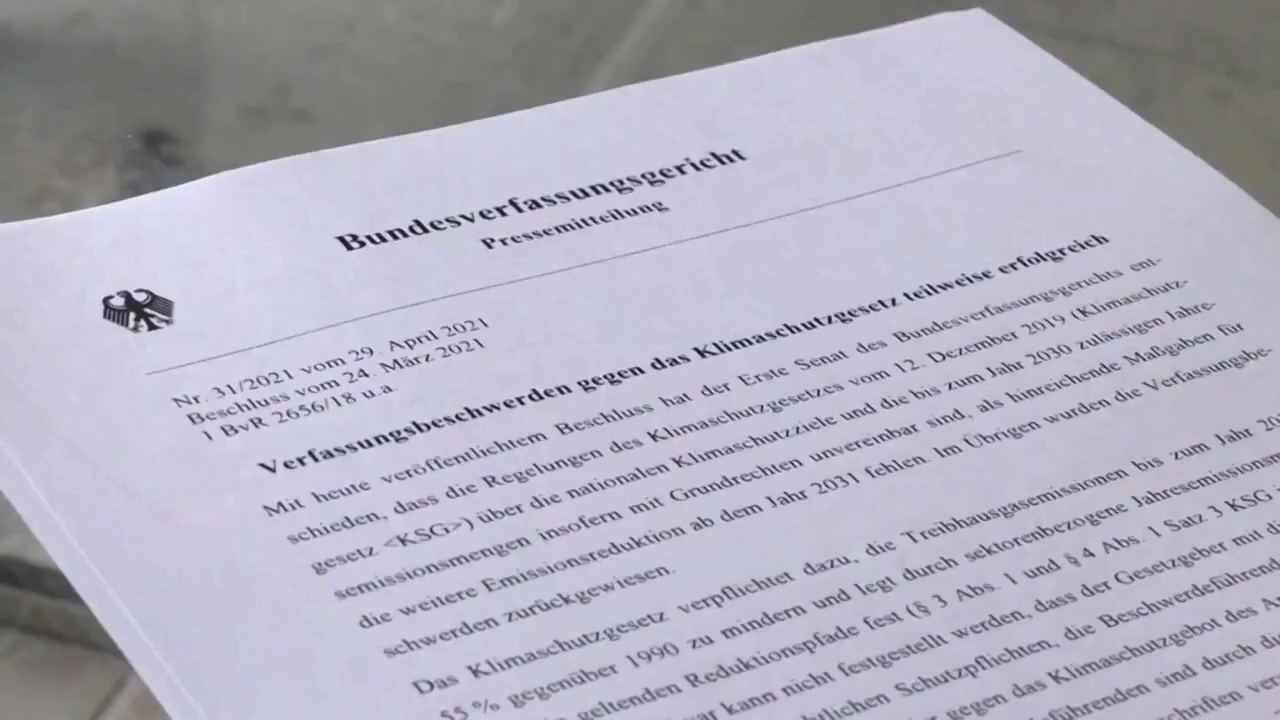 Bundesverfassungsgericht
Pressemitteilung
Nr. 31/2021 vom 29. April 2021
Beschluss vom 24. März 2021
1 BvR 2656/18 u.a.
Verfassungsbeschwerden gegen das Klimaschutzgesetz teilweise erfolgreich
Mit heute veröffentlichtem Beschluss hat der Erste Senat des Bundesverfassungsgerichts ent-
schieden, dass die Regelungen des Klimaschutzgesetzes vom 12. Dezember 2019 (Klimaschutz-
gesetz <KSG>) über die nationalen Klimaschutzziele und die bis zum Jahr 2030 zulässigen Jahre-
semissionsmengen insofern mit Grundrechten unvereinbar sind, als hinreichende Maßgaben für
die weitere Emissionsreduktion ab dem Jahr 2031 fehlen. Im Übrigen wurden die Verfassungsbe-
schwerden zurückgewiesen.
Das Klimaschutzgesetz verpflichtet dazu, die Treibhausgasemissionen bis zum Jahr 20
55 % gegenüber 1990 zu mindern und legt durch sektorenbezogene Jahresemissionsm
geltenden Reduktionspfade fest (§ 3 Abs. 1 und § 4 Abs. 1 Satz 3 KSG
kann nicht festgestellt werden, dass der Gesetzgeber mit di
Schutzpflichten, die Beschwerdeführend
gegen das Klimaschutzgebot des A
führenden sind durch die